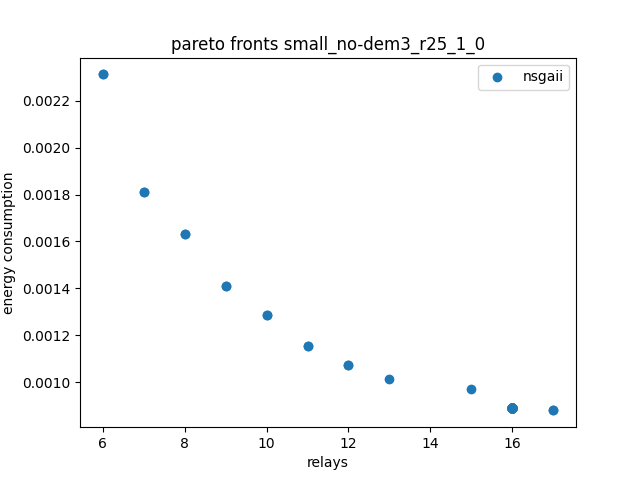 pareto fronts small_no-dem3_r25_1_0
nsgaii
energy consumption
0.0022
0.0020
0.0018
0.0016
0.0014
0.0012
0.0010
6 8 10 12 14 16
relays